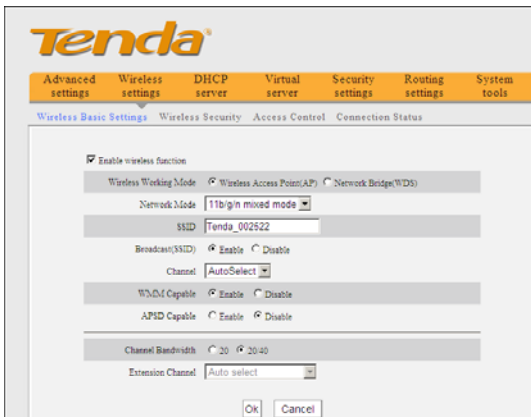 Tenda
Advanced settings Wireless settings DHCP server Virtual server Security settings Routing settings System tools
Wireless Basic Settings Wireless Security Access Control Connection Status
Enable wireless function
Wireless Working Mode Wireless Access Point(AP) Network Bridge(WDS)
Network Mode 11b/g/n mixed mode
SSID Tenda_002522
Broadcast(SSID) Enable Disable
Channel AutoSelect
WMM Capable Enable Disable
APSD Capable Enable Disable
Channel Bandwidth 20 20/40
Extension Channel Auto select
Ok Cancel